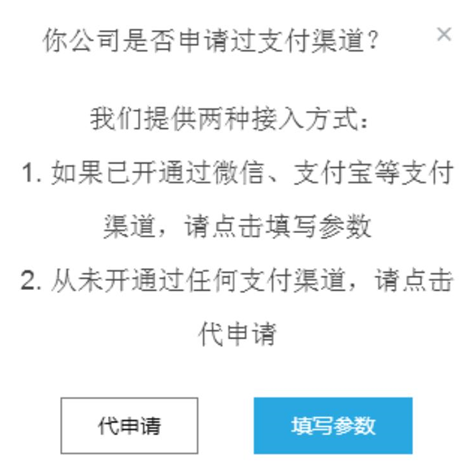 你公司是否申请过支付渠道？
我们提供两种接入方式：
1. 如果已开通过微信、支付宝等支付
渠道，请点击填写参数
2. 从未开通过任何支付渠道，请点击
代申请
代申请
填写参数